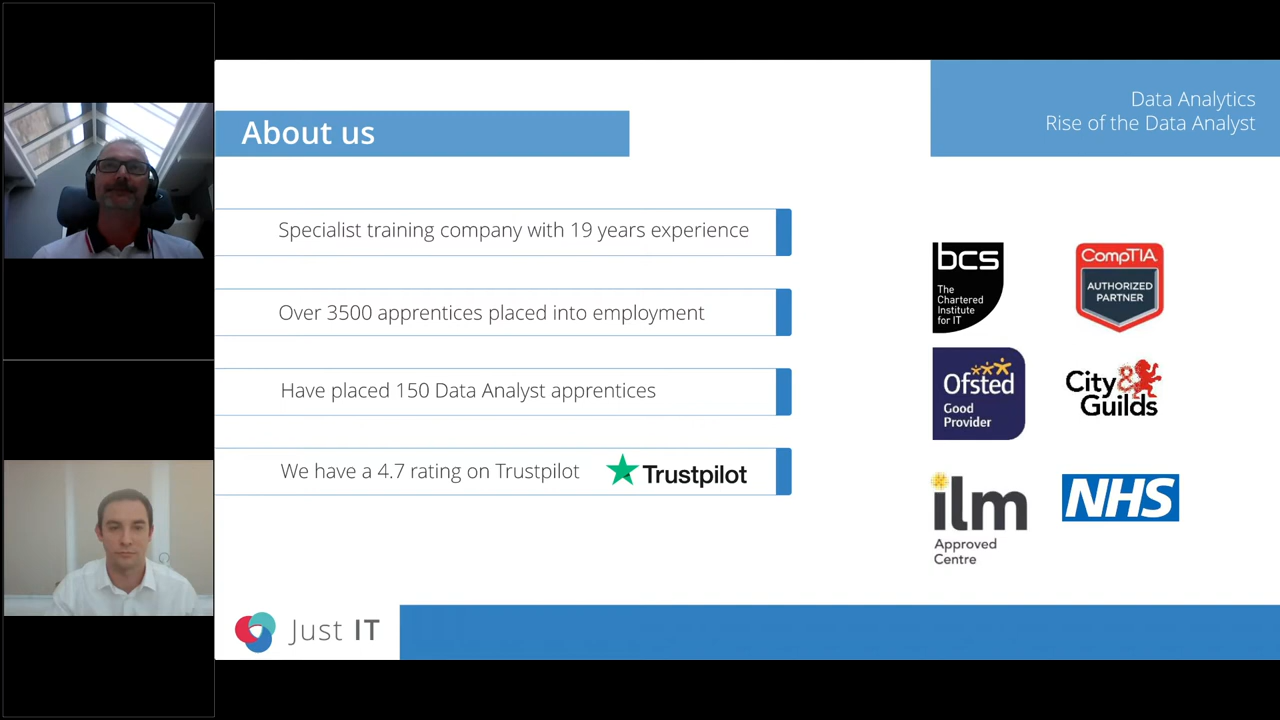 Data Analytics
Rise of the Data Analyst
About us
Specialist training company with 19 years experience
Over 3500 apprentices placed into employment
Have placed 150 Data Analyst apprentices
We have a 4.7 rating on Trustpilot
Trustpilot
bcs
The
Chartered
Institute
for IT
CompTIA
AUTHORIZED
PARTNER
Ofsted
Good
Provider
City&
Guilds
ilm
Approved
Centre
NHS
Just IT